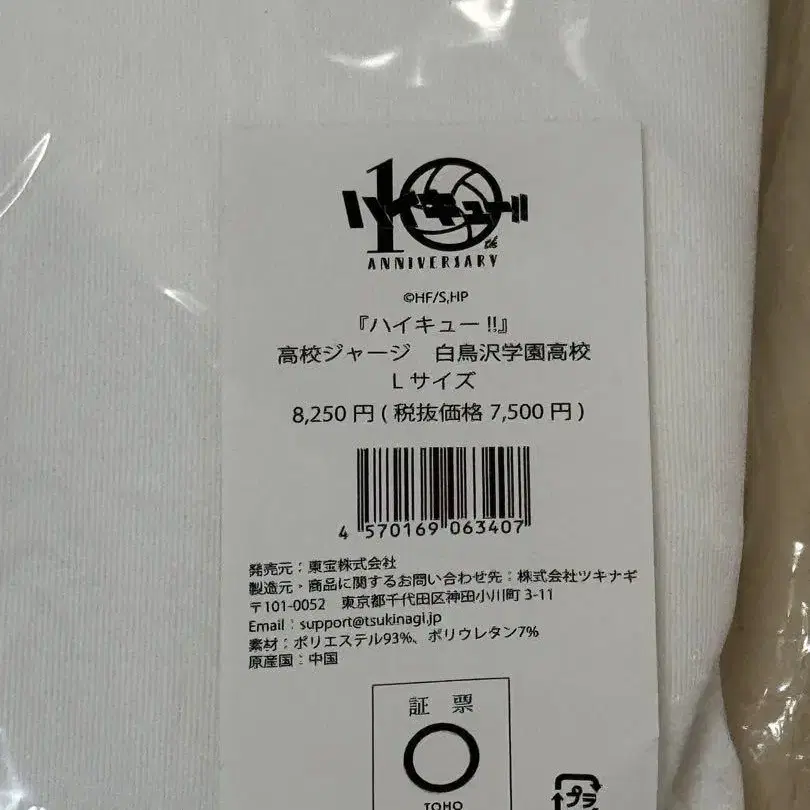 10th
ハイキュー!!
ANNIVERSARY
©HF/S,HP
『ハイキュー!!』
高校ジャージ　白鳥沢学園高校
Lサイズ
8,250円(税抜価格 7,500円)
4 570169 063407
発売元：東宝株式会社
製造元・商品に関するお問い合わせ先：株式会社ツキナギ
〒101-0052　東京都千代田区神田小川町 3-11
Email：support@tsukinagi.jp
素材：ポリエステル93%、ポリウレタン7%
原産国：中国
証　票
TOHO
プラ